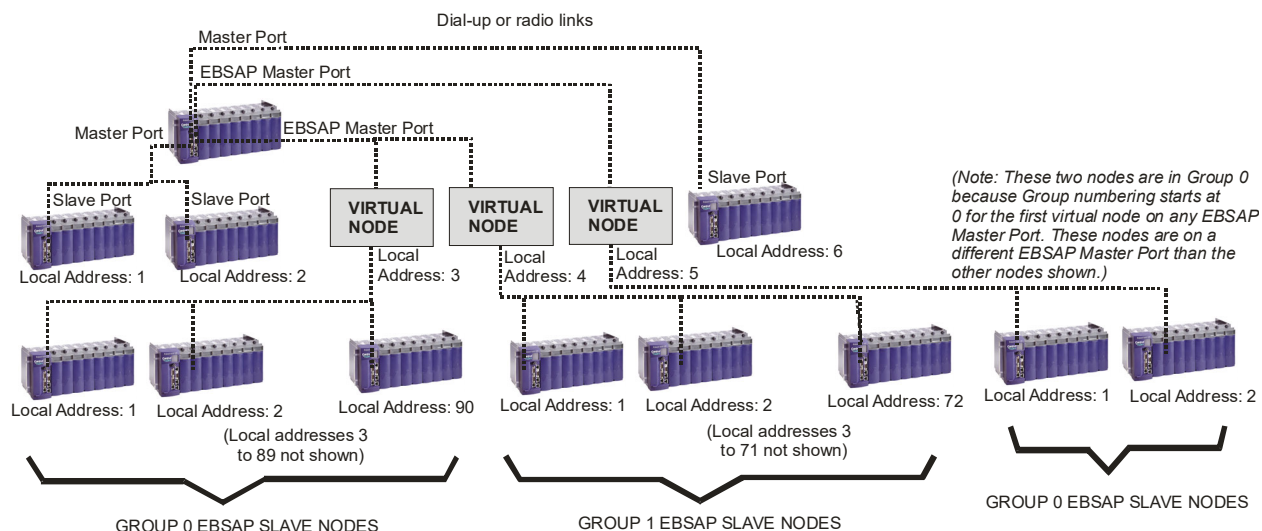 Dial-up or radio links
Master Port
EBSAP Master Port
Master Port
EBSAP Master Port
Slave Port
Slave Port
VIRTUAL
NODE
VIRTUAL
NODE
VIRTUAL
NODE
Slave Port
(Note: These two nodes are in Group 0
because Group numbering starts at
0 for the first virtual node on any EBSAP
Master Port. These nodes are on a
different EBSAP Master Port than the
other nodes shown.)
Local Address: 1
Local Address: 2
Local
Address: 3
Local
Address: 4
Local
Address: 5
Local Address: 6
Local Address: 1
Local Address: 2
Local Address: 90
Local Address: 1
Local Address: 2
Local Address: 72
Local Address: 1
Local Address: 2
(Local addresses 3
to 89 not shown)
(Local addresses 3
to 71 not shown)
GROUP 0 EBSAP SLAVE NODES
GROUP 1 EBSAP SLAVE NODES
GROUP 0 EBSAP SLAVE NODES